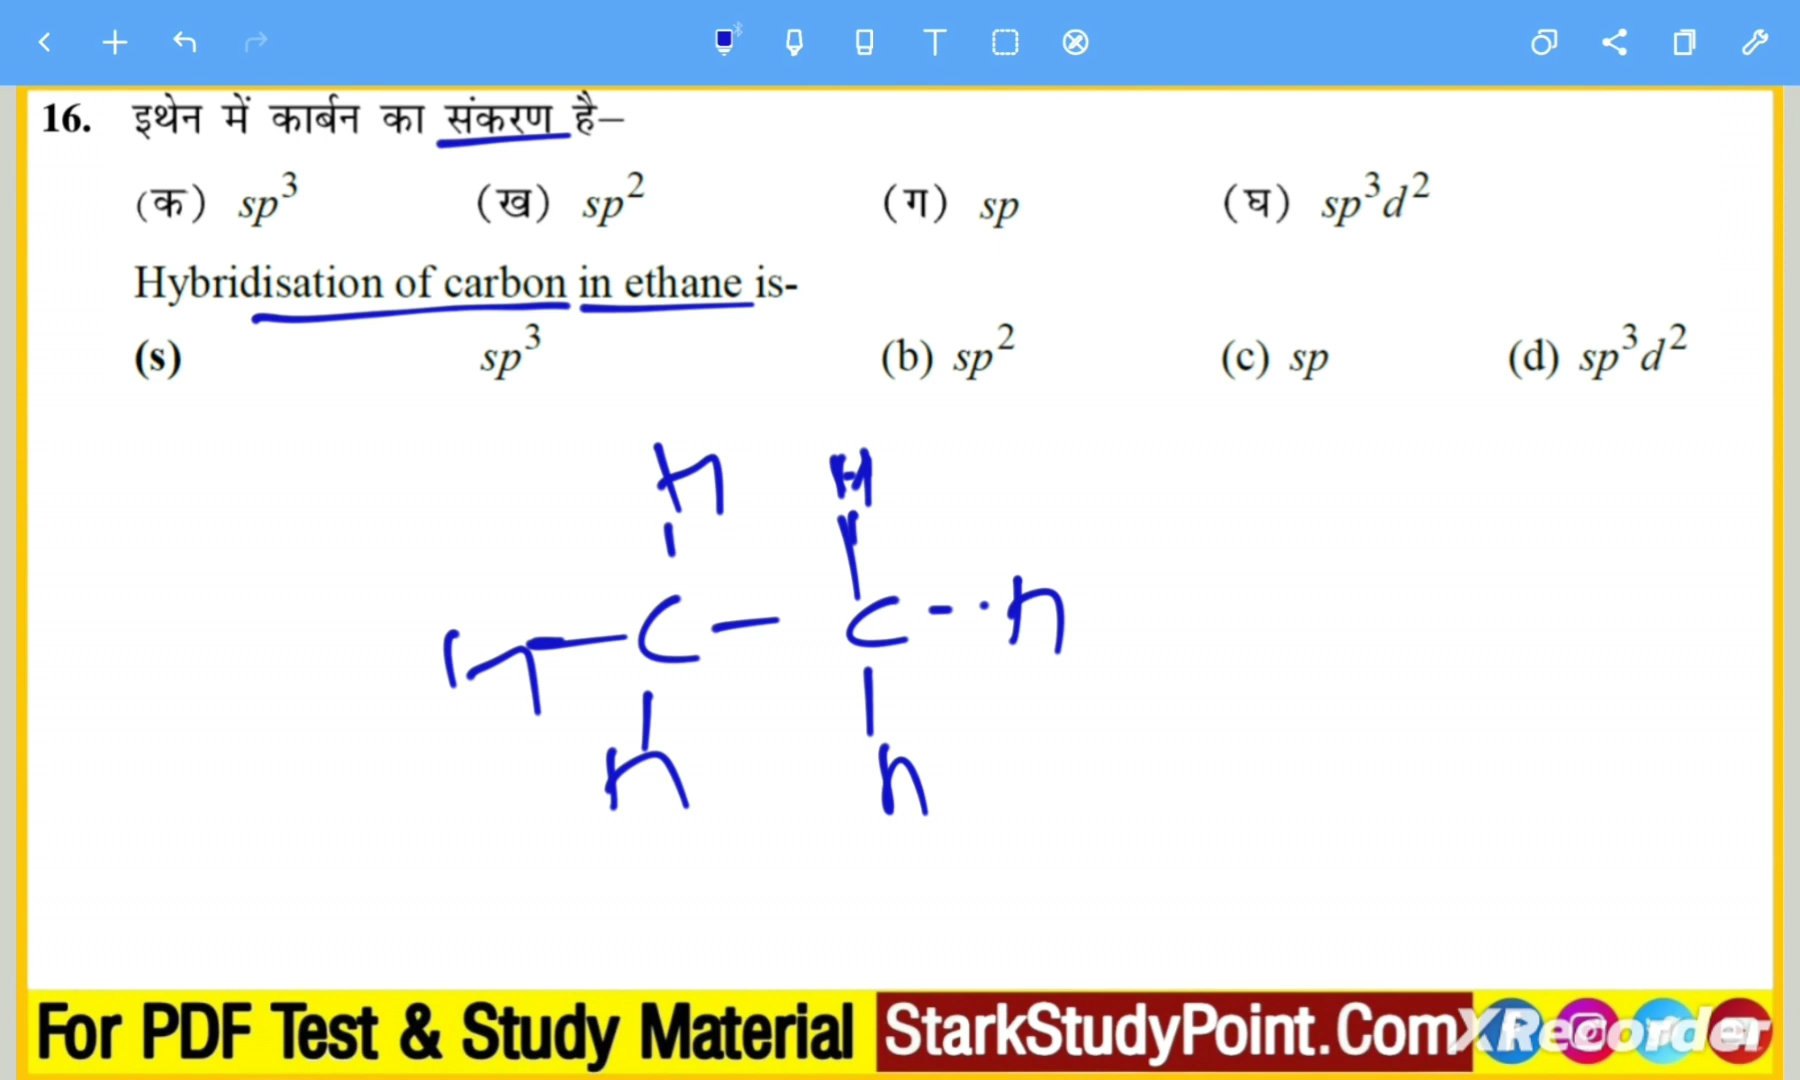 16. इथेन में कार्बन का संकरण है–
(क) sp³ (ख) sp² (ग) sp (घ) sp³d²
Hybridisation of carbon in ethane is-
(s) sp³ (b) sp² (c) sp (d) sp³d²
H H
H C C H
H H
For PDF Test & Study Material StarkStudyPoint.Com XRecorder